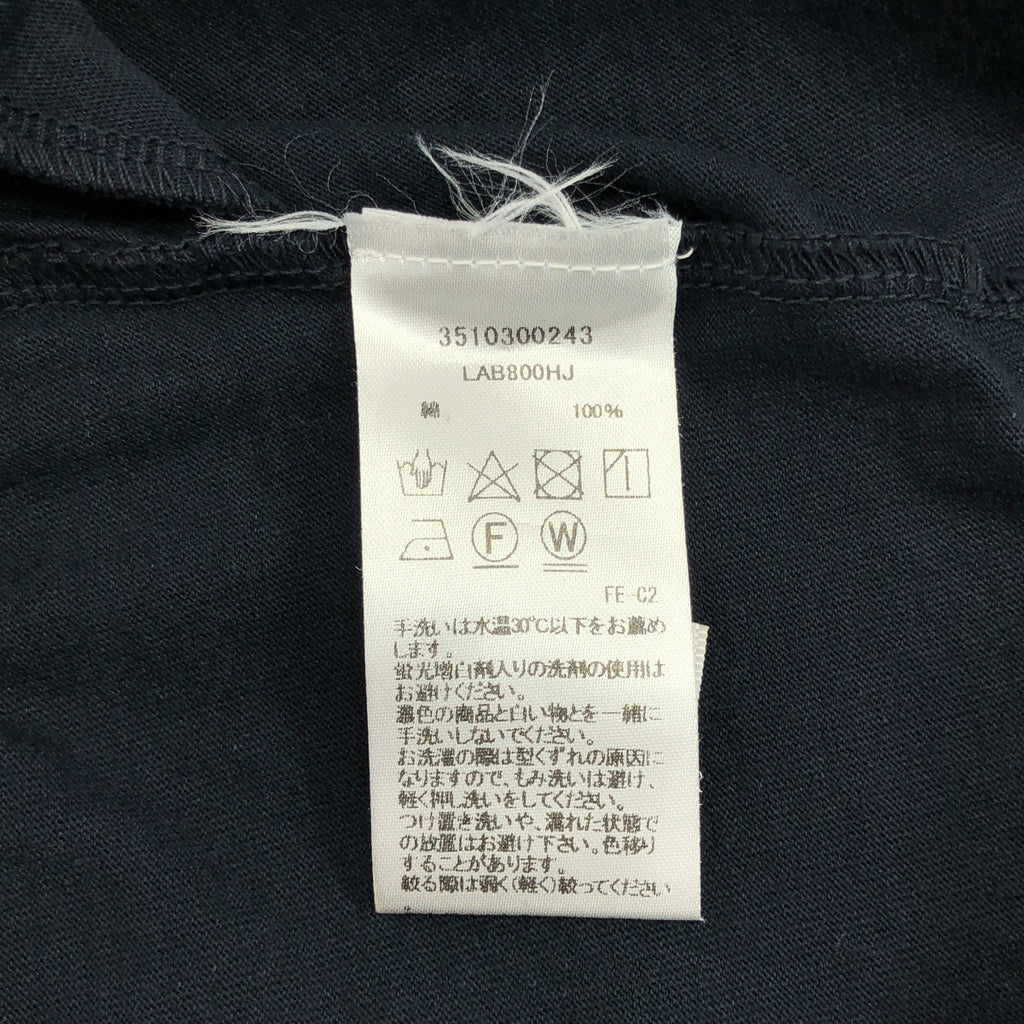 3510300243
LAB800HJ
綿 100%
F W
FE-C2
手洗いは水温30℃以下をお薦め
します。
蛍光増白剤入りの洗剤の使用は
お避けください。
濃色の商品と白い物とを一緒に
手洗いしないでください。
お洗濯の際は型くずれの原因に
なりますので、もみ洗いは避け、
軽く押し洗いをしてください。
つけ置き洗いや、濡れた状態で
の放置はお避け下さい。色移り
することがあります。
絞る際は弱く(軽く)絞ってください